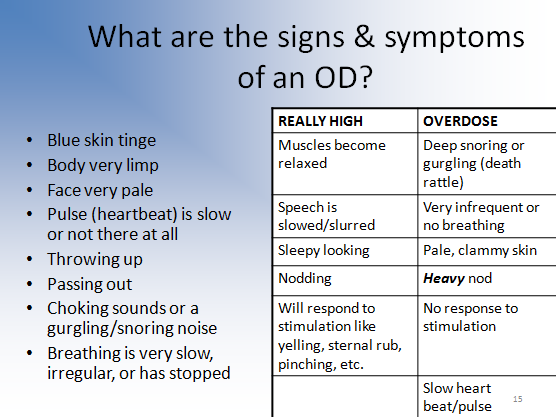 What are the signs & symptoms
of an OD?
• Blue skin tinge
• Body very limp
• Face very pale
• Pulse (heartbeat) is slow
or not there at all
• Throwing up
• Passing out
• Choking sounds or a
gurgling/snoring noise
• Breathing is very slow,
irregular, or has stopped
REALLY HIGH
OVERDOSE
Muscles become
relaxed
Deep snoring or
gurgling (death
rattle)
Speech is
slowed/slurred
Very infrequent or
no breathing
Sleepy looking
Pale, clammy skin
Nodding
Heavy nod
Will respond to
stimulation like
yelling, sternal rub,
pinching, etc.
No response to
stimulation
Slow heart
beat/pulse
15